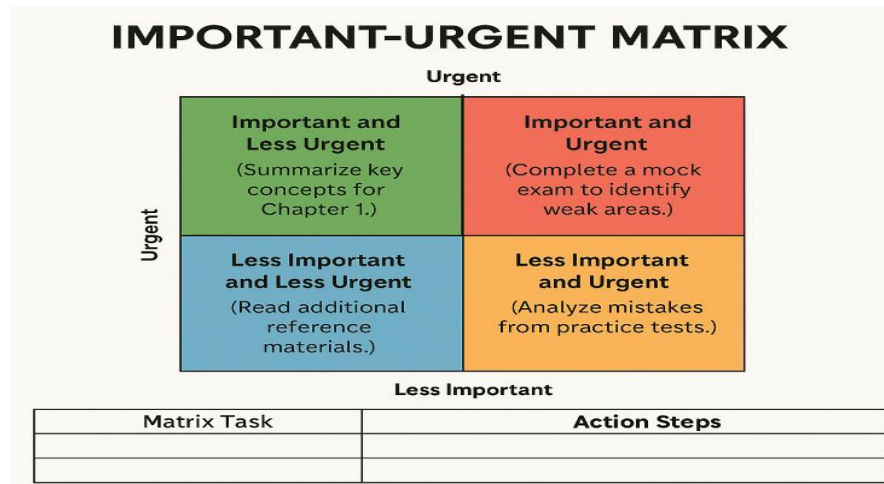 IMPORTANT-URGENT MATRIX
Urgent
Important and
Less Urgent
(Summarize key
concepts for
Chapter 1.)
Important and
Urgent
(Complete a mock
exam to identify
weak areas.)
Urgent
Less Important
and Less Urgent
(Read additional
reference
materials.)
Less Important
and Urgent
(Analyze mistakes
from practice tests.)
Less Important
Matrix Task
Action Steps